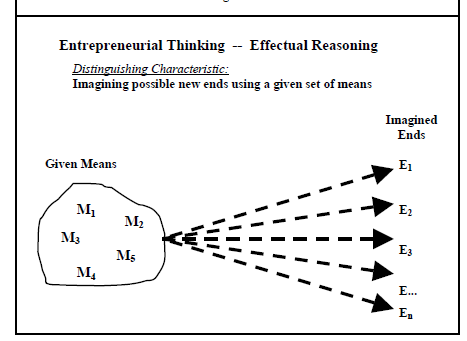 Entrepreneurial Thinking -- Effectual Reasoning
Distinguishing Characteristic:
Imagining possible new ends using a given set of means
Imagined
Ends
Given Means
E1
M1
E2
M2
M3
E3
M5
M4
E...
En